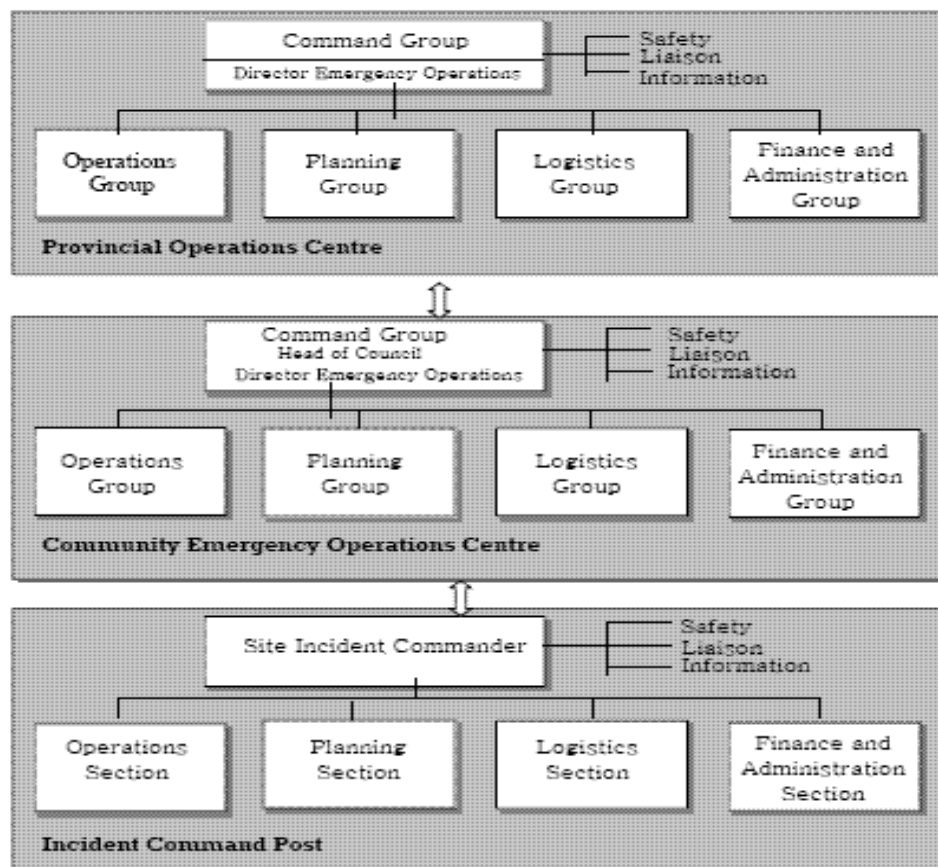 Command Group
Director Emergency Operations
Safety
Liaison
Information
Operations
Group
Planning
Group
Logistics
Group
Finance and
Administration
Group
Provincial Operations Centre
Command Group
Head of Council
Director Emergency Operations
Safety
Liaison
Information
Operations
Group
Planning
Group
Logistics
Group
Finance and
Administration
Group
Community Emergency Operations Centre
Site Incident Commander
Safety
Liaison
Information
Operations
Section
Planning
Section
Logistics
Section
Finance and
Administration
Section
Incident Command Post